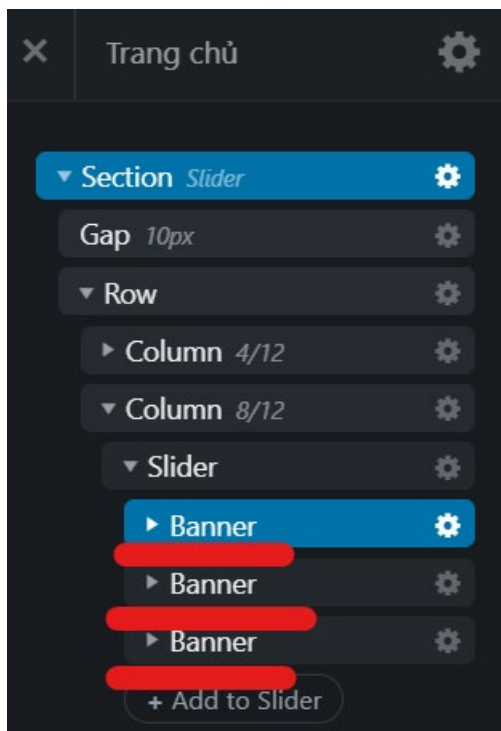 Trang chủ
Section Slider
Gap 10px
Row
Column 4/12
Column 8/12
Slider
Banner
Banner
Banner
+ Add to Slider